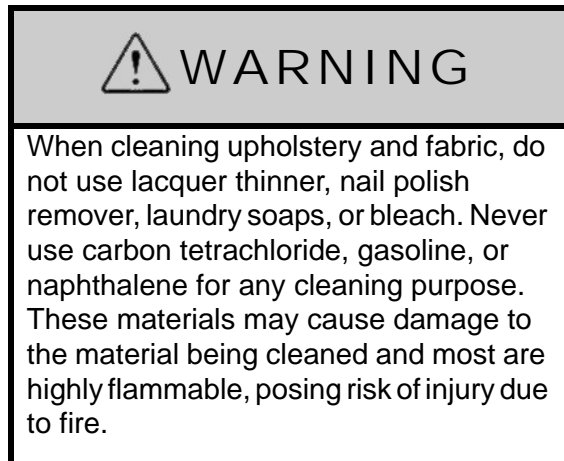 WARNING
When cleaning upholstery and fabric, do
not use lacquer thinner, nail polish
remover, laundry soaps, or bleach. Never
use carbon tetrachloride, gasoline, or
naphthalene for any cleaning purpose.
These materials may cause damage to
the material being cleaned and most are
highly flammable, posing risk of injury due
to fire.